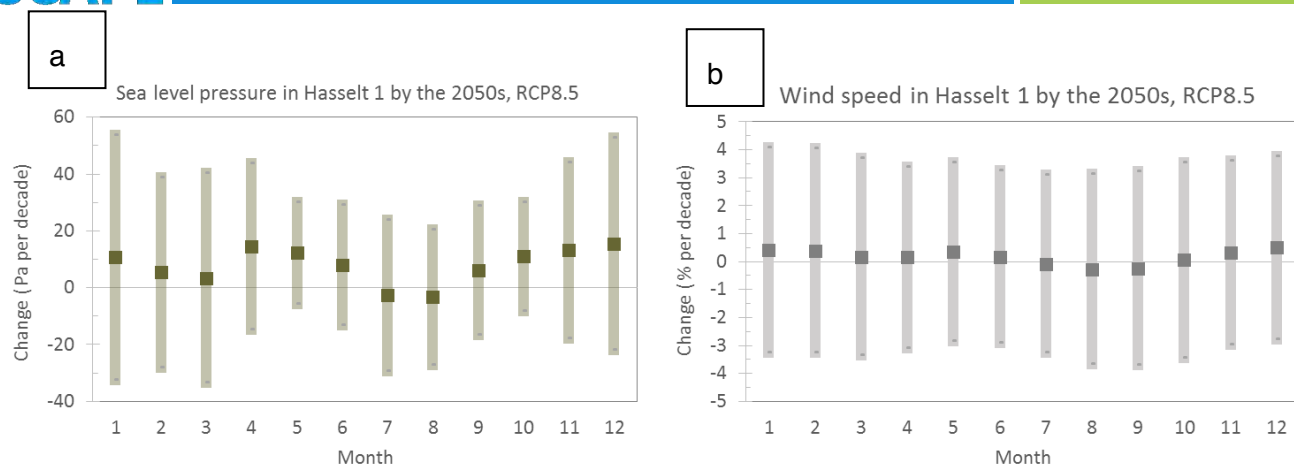 a
Sea level pressure in Hasselt 1 by the 2050s, RCP8.5
Change ( Pa per decade)
60
40
20
0
-20
-40
1 2 3 4 5 6 7 8 9 10 11 12
Month
b
Wind speed in Hasselt 1 by the 2050s, RCP8.5
Change ( % per decade)
5
4
3
2
1
0
-1
-2
-3
-4
-5
1 2 3 4 5 6 7 8 9 10 11 12
Month